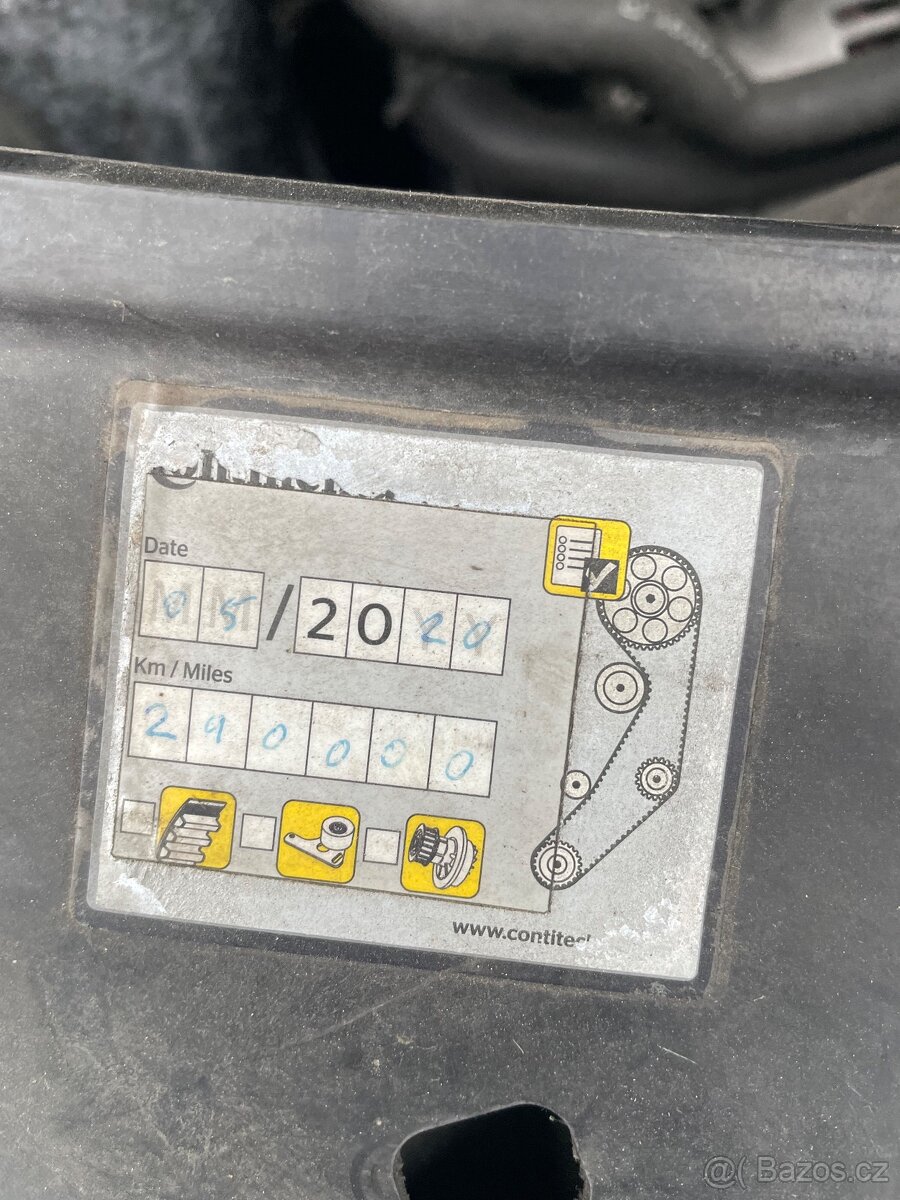 Date
05/2020
Km / Miles
290000
www.contitec
@( Bazos.cz